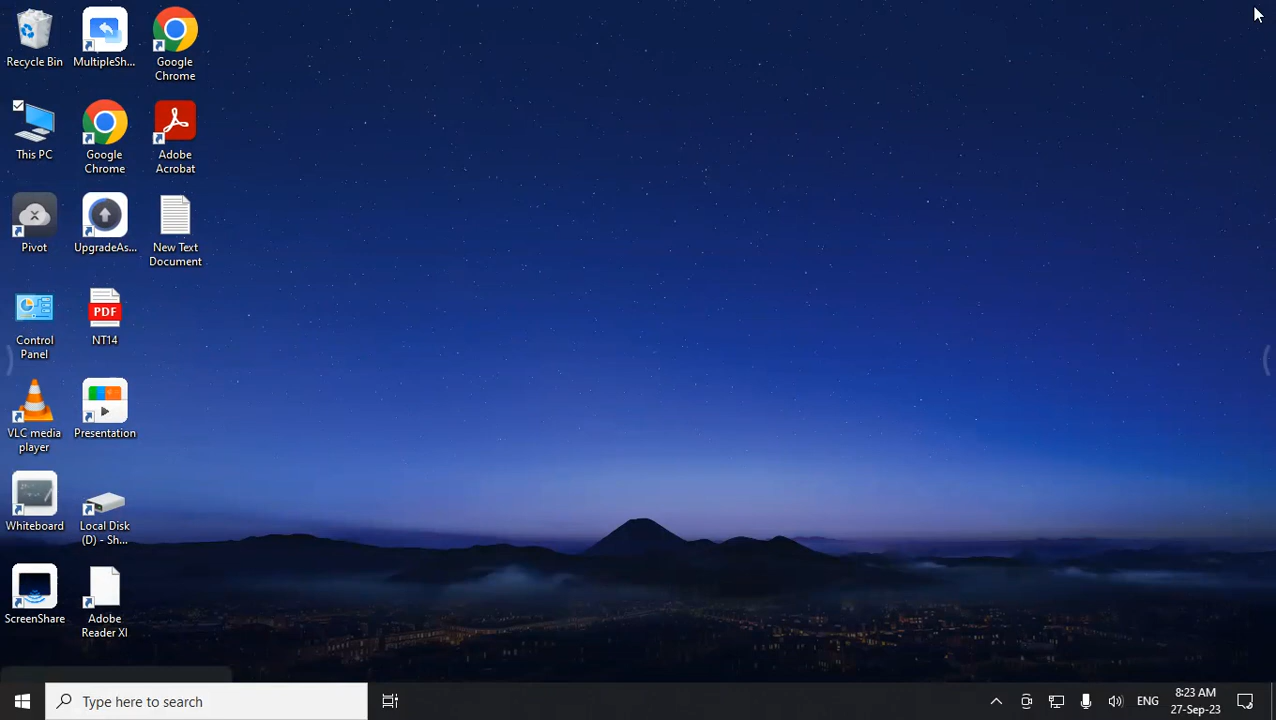 Recycle Bin
MultipleSh...
Google
Chrome
This PC
Google
Chrome
Adobe
Acrobat
Pivot
UpgradeAs...
New Text
Document
Control
Panel
PDF
NT14
VLC media
player
Presentation
Whiteboard
Local Disk
(D) - Sh...
ScreenShare
Adobe
Reader XI
Type here to search
ENG
8:23 AM
27-Sep-23